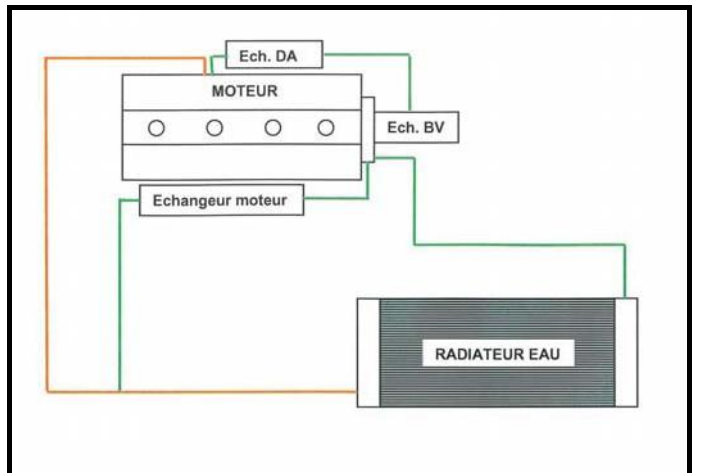 Ech. DA
MOTEUR
Ech. BV
Echangeur moteur
RADIATEUR EAU